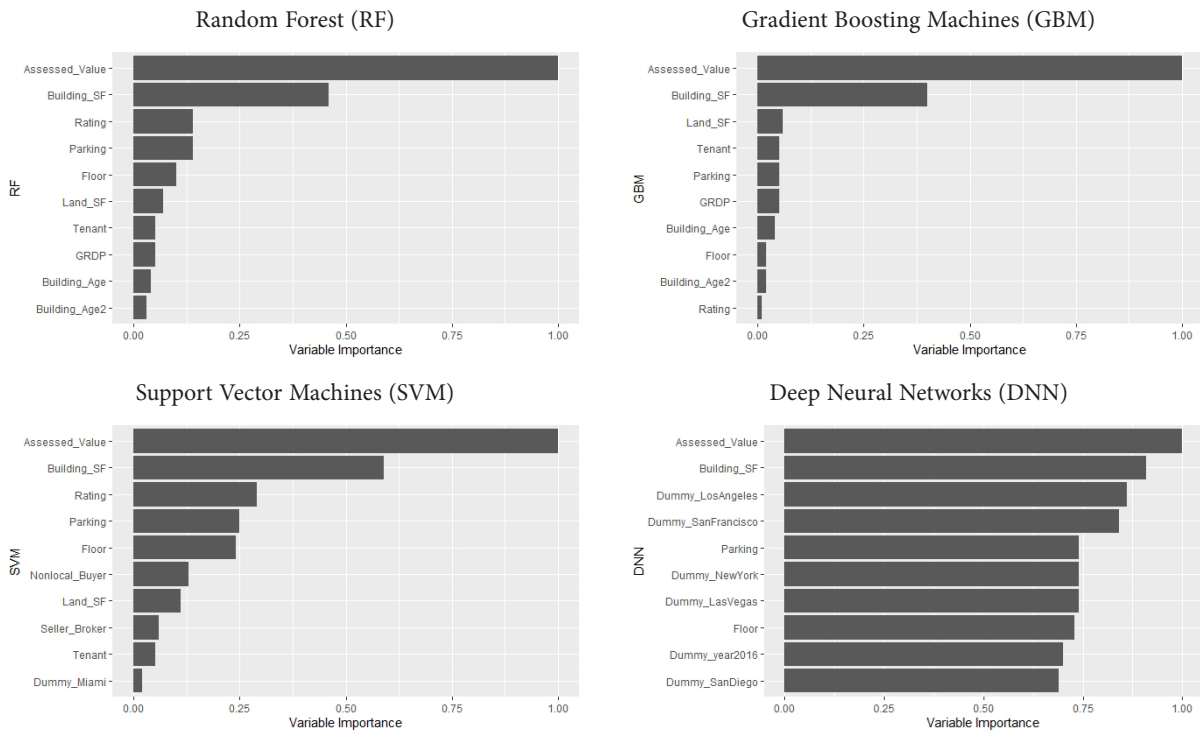 Random Forest (RF)
Assessed_Value
Building_SF
Rating
Parking
Floor
Land_SF
Tenant
GRDP
Building_Age
Building_Age2
RF
0.00 0.25 0.50 0.75 1.00
Variable Importance
Gradient Boosting Machines (GBM)
Assessed_Value
Building_SF
Land_SF
Tenant
Parking
GRDP
Building_Age
Floor
Building_Age2
Rating
GBM
0.00 0.25 0.50 0.75 1.00
Variable Importance
Support Vector Machines (SVM)
Assessed_Value
Building_SF
Rating
Parking
Floor
Nonlocal_Buyer
Land_SF
Seller_Broker
Tenant
Dummy_Miami
SVM
0.00 0.25 0.50 0.75 1.00
Variable Importance
Deep Neural Networks (DNN)
Assessed_Value
Building_SF
Dummy_LosAngeles
Dummy_SanFrancisco
Parking
Dummy_NewYork
Dummy_LasVegas
Floor
Dummy_year2016
Dummy_SanDiego
DNN
0.00 0.25 0.50 0.75 1.00
Variable Importance